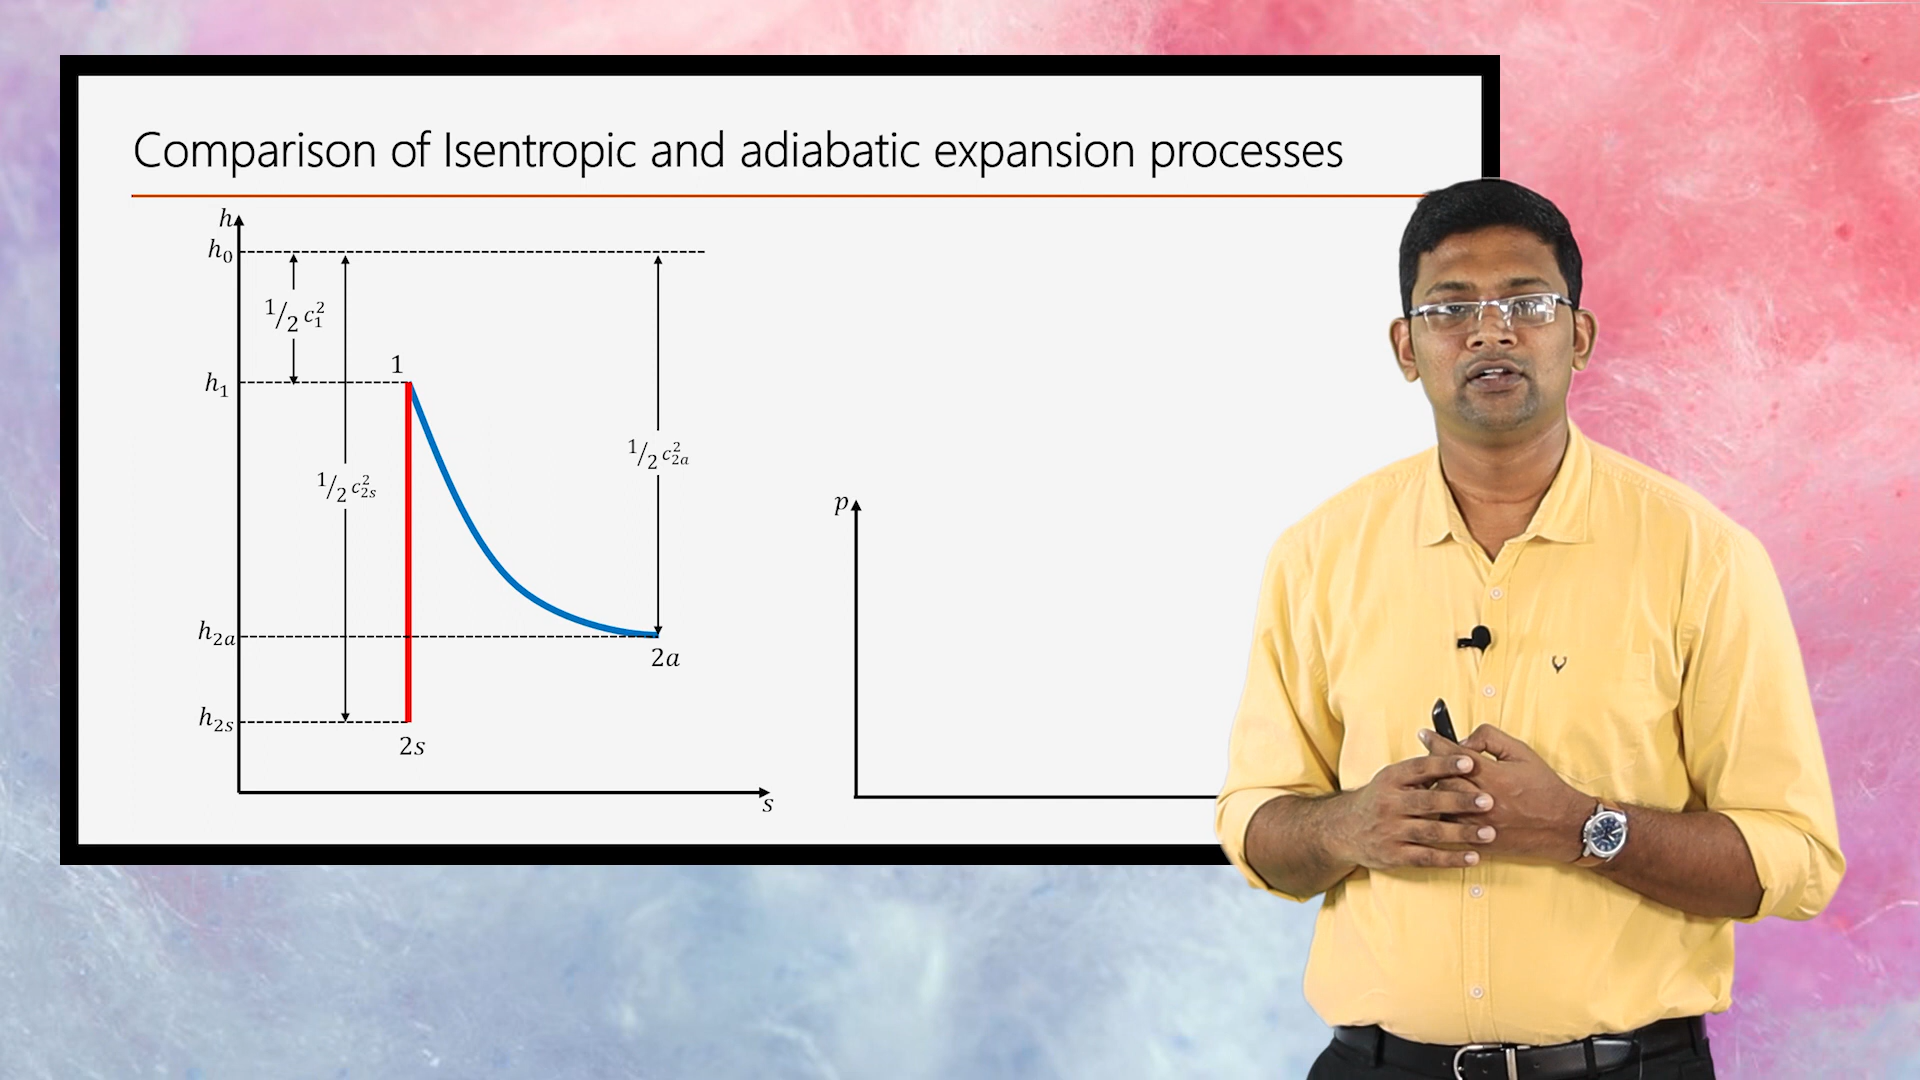 Comparison of Isentropic and adiabatic expansion processes
h
h₀
1/2 c₁²
1
h₁
1/2 c₂ₐ²
1/2 c₂ₛ²
p
h₂ₐ
2a
h₂ₛ
2s
s